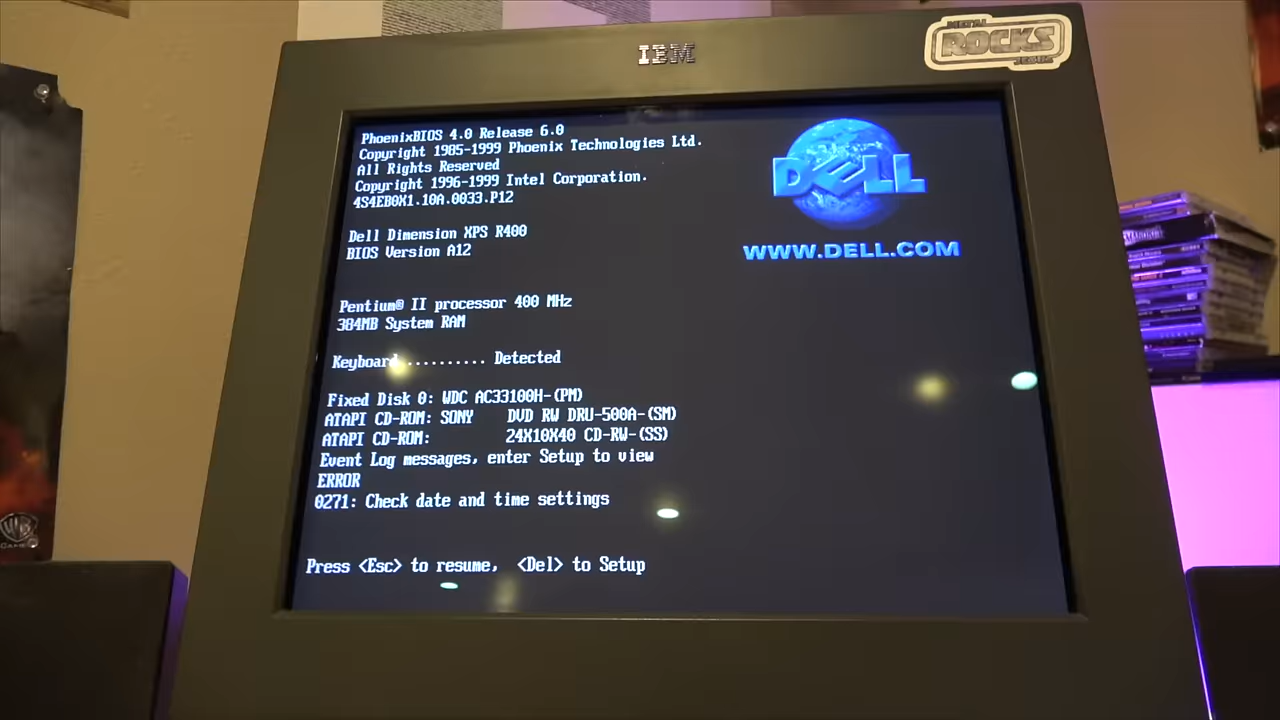 IBM
METAL
ROCKS
JESUS
PhoenixBIOS 4.0 Release 6.0
Copyright 1985-1999 Phoenix Technologies Ltd.
All Rights Reserved
Copyright 1996-1999 Intel Corporation.
4S4EB0X1.10A.0033.P12
DELL
WWW.DELL.COM
Dell Dimension XPS R400
BIOS Version A12
Pentium® II processor 400 MHz
384MB System RAM
Keyboard.......... Detected
Fixed Disk 0: WDC AC33100H-(PM)
ATAPI CD-ROM: SONY    DVD RW DRU-500A-(SM)
ATAPI CD-ROM:         24X10X40 CD-RW-(SS)
Event Log messages, enter Setup to view
ERROR
0271: Check date and time settings
Press <Esc> to resume,  <Del> to Setup
WB